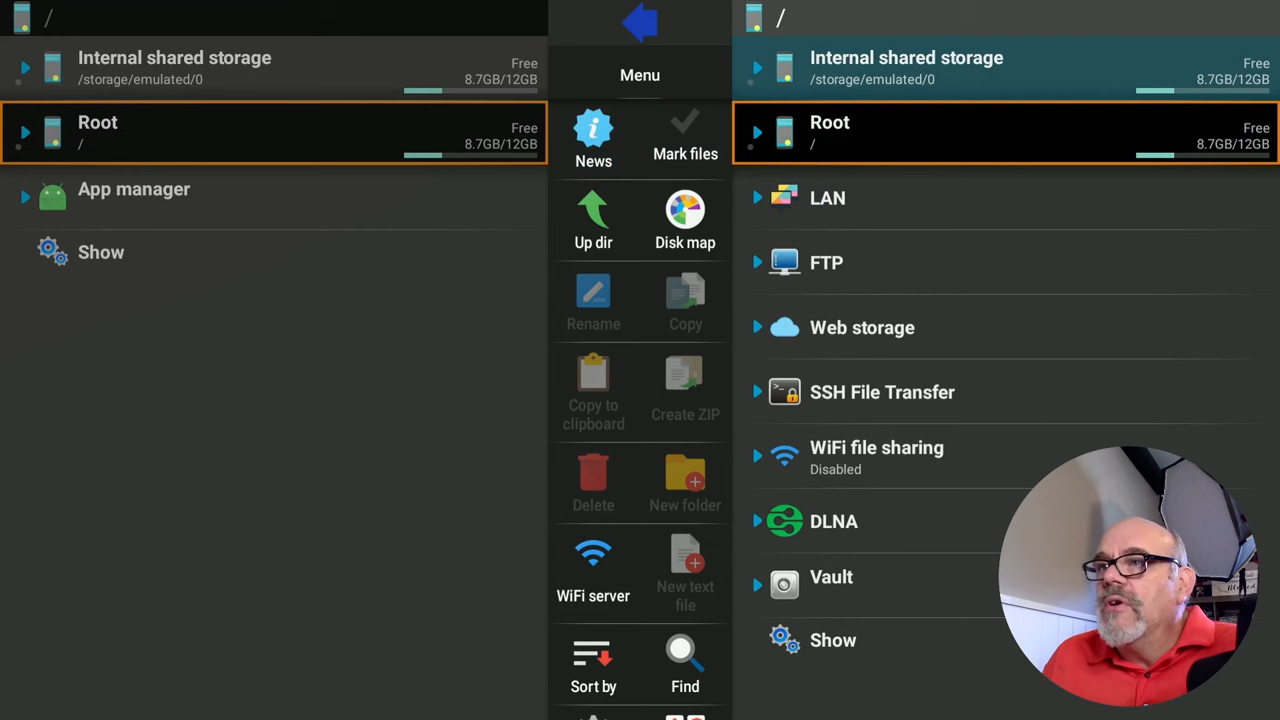 /
Internal shared storage
/storage/emulated/0
Free
8.7GB/12GB
Root
/
Free
8.7GB/12GB
App manager
Show
Menu
News
Mark files
Up dir
Disk map
Rename
Copy
Copy to
clipboard
Create ZIP
Delete
New folder
WiFi server
New text
file
Sort by
Find
/
Internal shared storage
/storage/emulated/0
Free
8.7GB/12GB
Root
/
Free
8.7GB/12GB
LAN
FTP
Web storage
SSH File Transfer
WiFi file sharing
Disabled
DLNA
Vault
Show